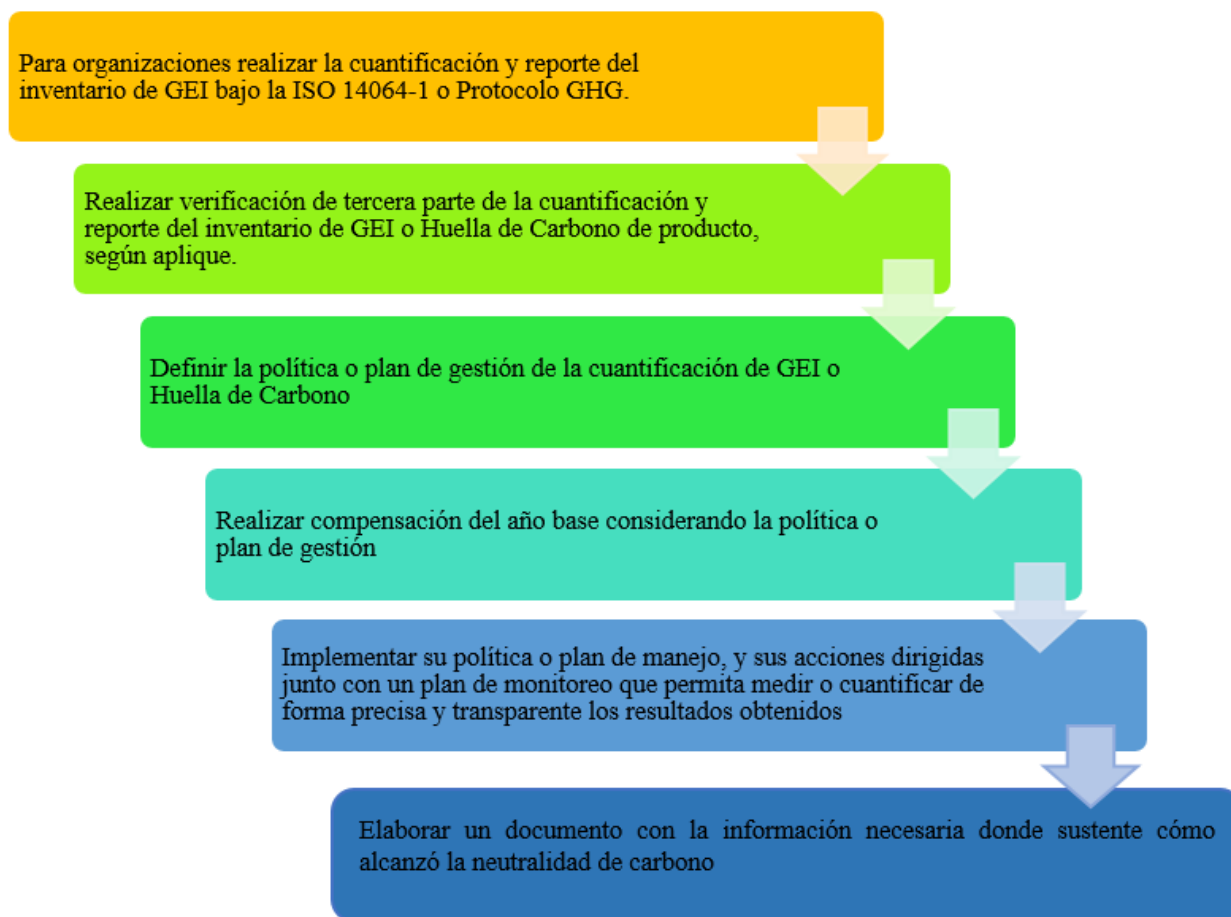 Para organizaciones realizar la cuantificación y reporte del
inventario de GEI bajo la ISO 14064-1 o Protocolo GHG.
Realizar verificación de tercera parte de la cuantificación y
reporte del inventario de GEI o Huella de Carbono de producto,
según aplique.
Definir la política o plan de gestión de la cuantificación de GEI o
Huella de Carbono
Realizar compensación del año base considerando la política o
plan de gestión
Implementar su política o plan de manejo, y sus acciones dirigidas
junto con un plan de monitoreo que permita medir o cuantificar de
forma precisa y transparente los resultados obtenidos
Elaborar un documento con la información necesaria donde sustente cómo
alcanzó la neutralidad de carbono